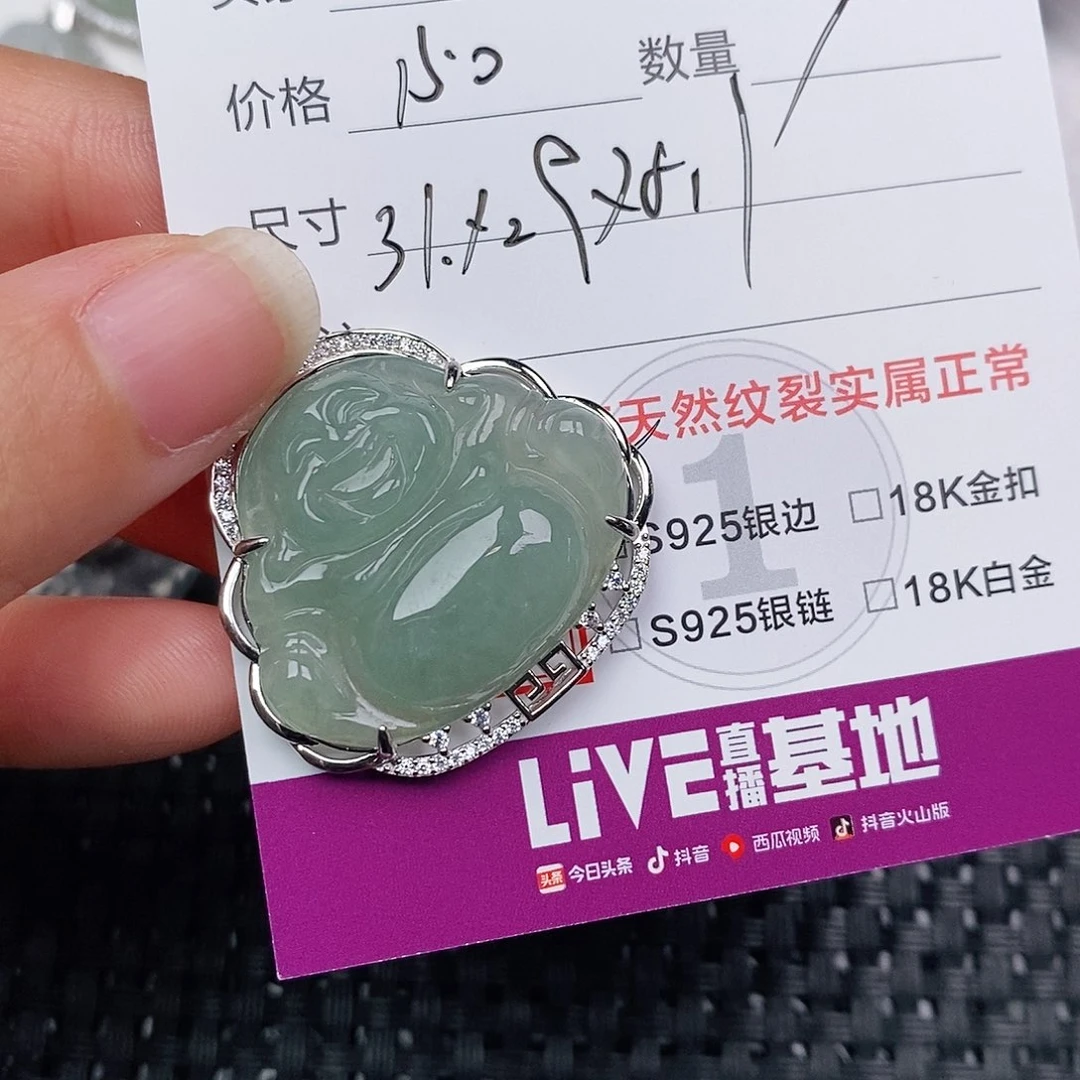 价格 150 数量
尺寸
天然纹裂实属正常
S925银边 □18K金扣
□S925银链 □18K白金
1
LiVE直播基地
头条 今日头条 抖音 西瓜视频 抖音火山版